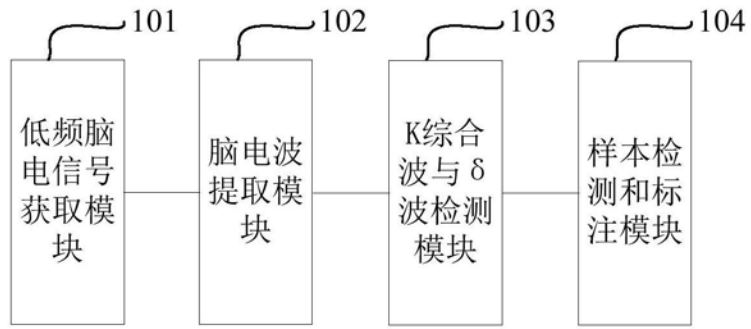 101
102
103
104
低频脑
电信号
获取模
块
脑电波
提取模
块
K综合
波与δ
波检测
模块
样本检
测和标
注模块